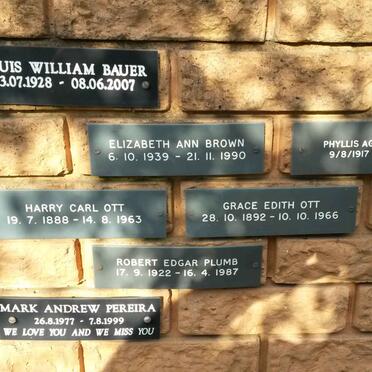 UIS WILLIAM BAUER
3.07.1928 - 08.06.2007
ELIZABETH ANN BROWN
6. 10. 1939 - 21. 11. 1990
PHYLLIS AG
9/8/1917
HARRY CARL OTT
19. 7. 1888 - 14. 8. 1963
GRACE EDITH OTT
28. 10. 1892 - 10. 10. 1966
ROBERT EDGAR PLUMB
17. 9. 1922 - 16. 4. 1987
MARK ANDREW PEREIRA
26.8.1977 - 7.8.1999
WE LOVE YOU AND WE MISS YOU